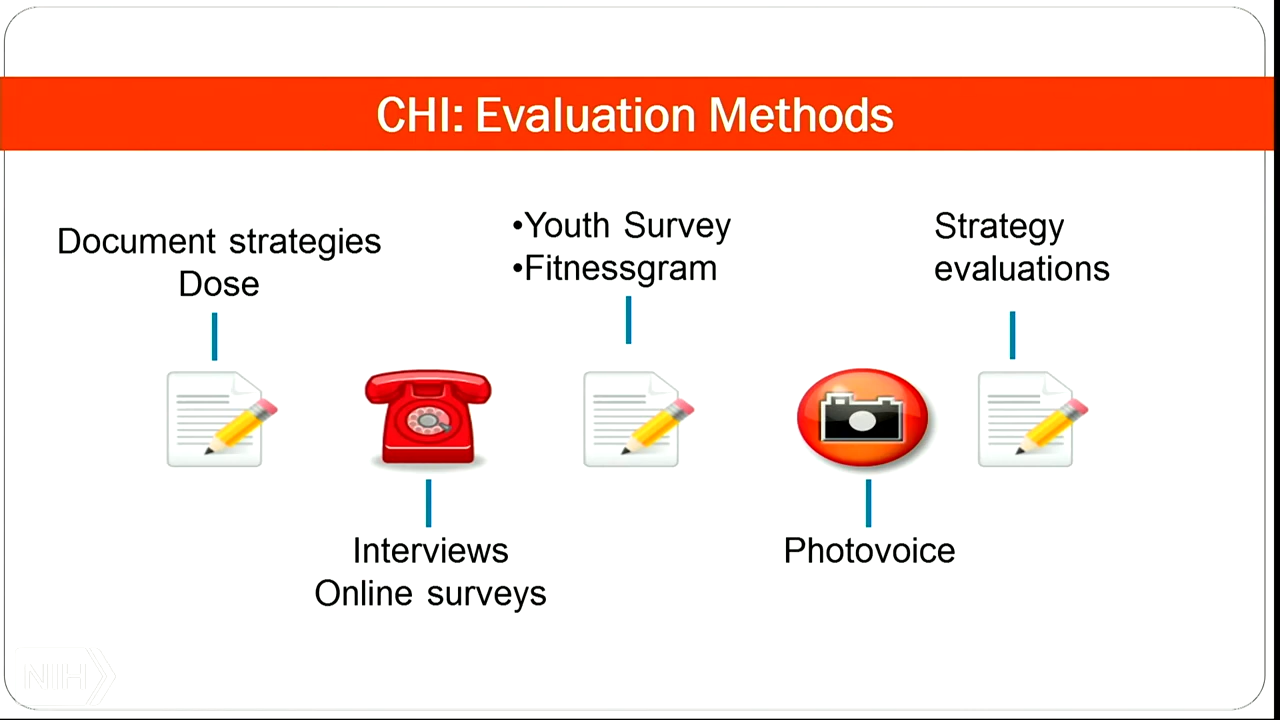 CHI: Evaluation Methods
Document strategies
Dose
•Youth Survey
•Fitnessgram
Strategy
evaluations
Interviews
Online surveys
Photovoice
NIH